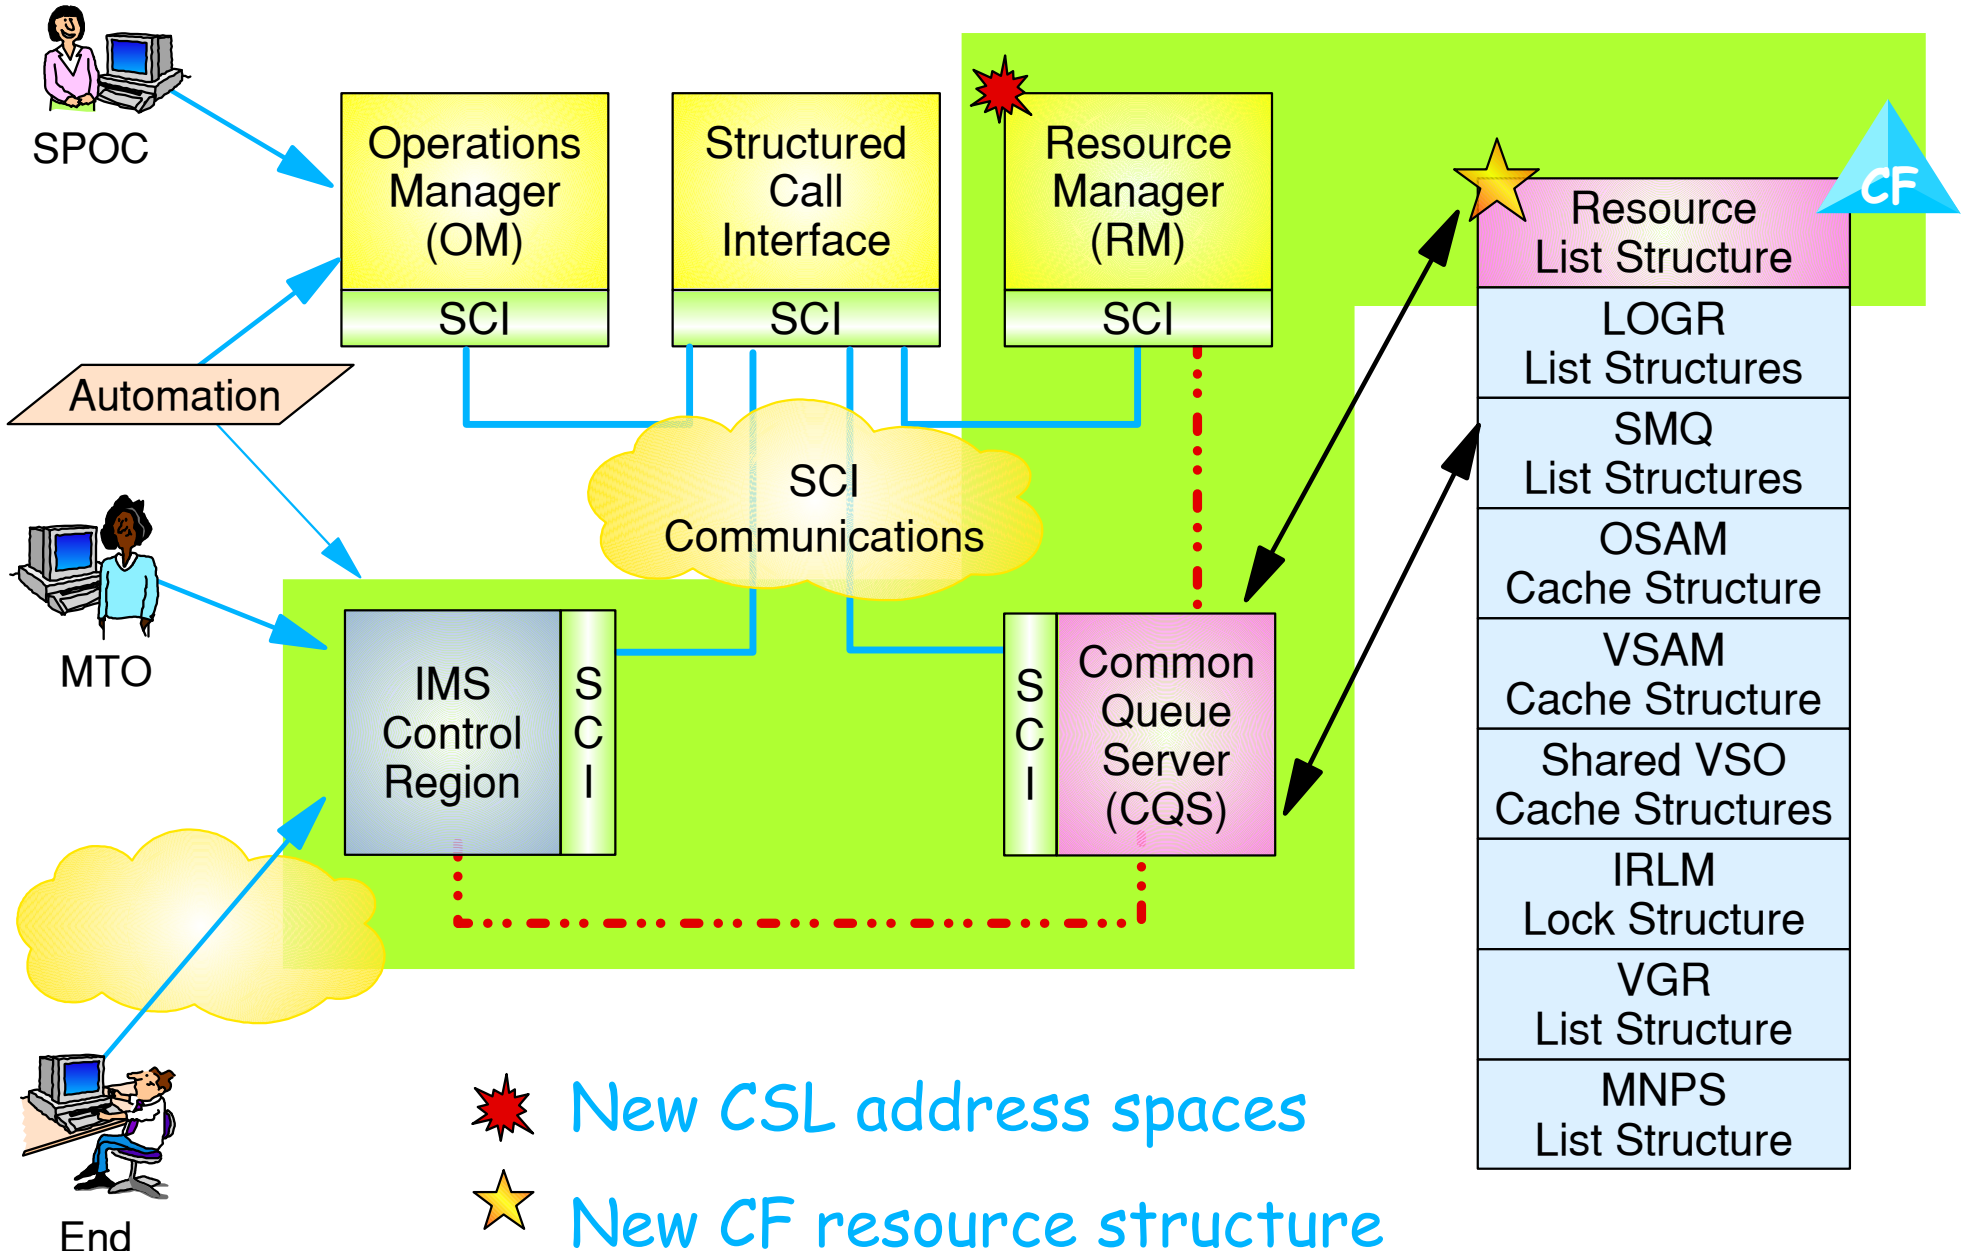 SPOC
Operations
Manager
(OM)
SCI
Structured
Call
Interface
SCI
Resource
Manager
(RM)
SCI
CF
Resource
List Structure
LOGR
List Structures
SMQ
List Structures
OSAM
Cache Structure
VSAM
Cache Structure
Shared VSO
Cache Structures
IRLM
Lock Structure
VGR
List Structure
MNPS
List Structure
Automation
SCI
Communications
MTO
IMS
Control
Region
S
C
I
S
C
I
Common
Queue
Server
(CQS)
End
New CSL address spaces
New CF resource structure